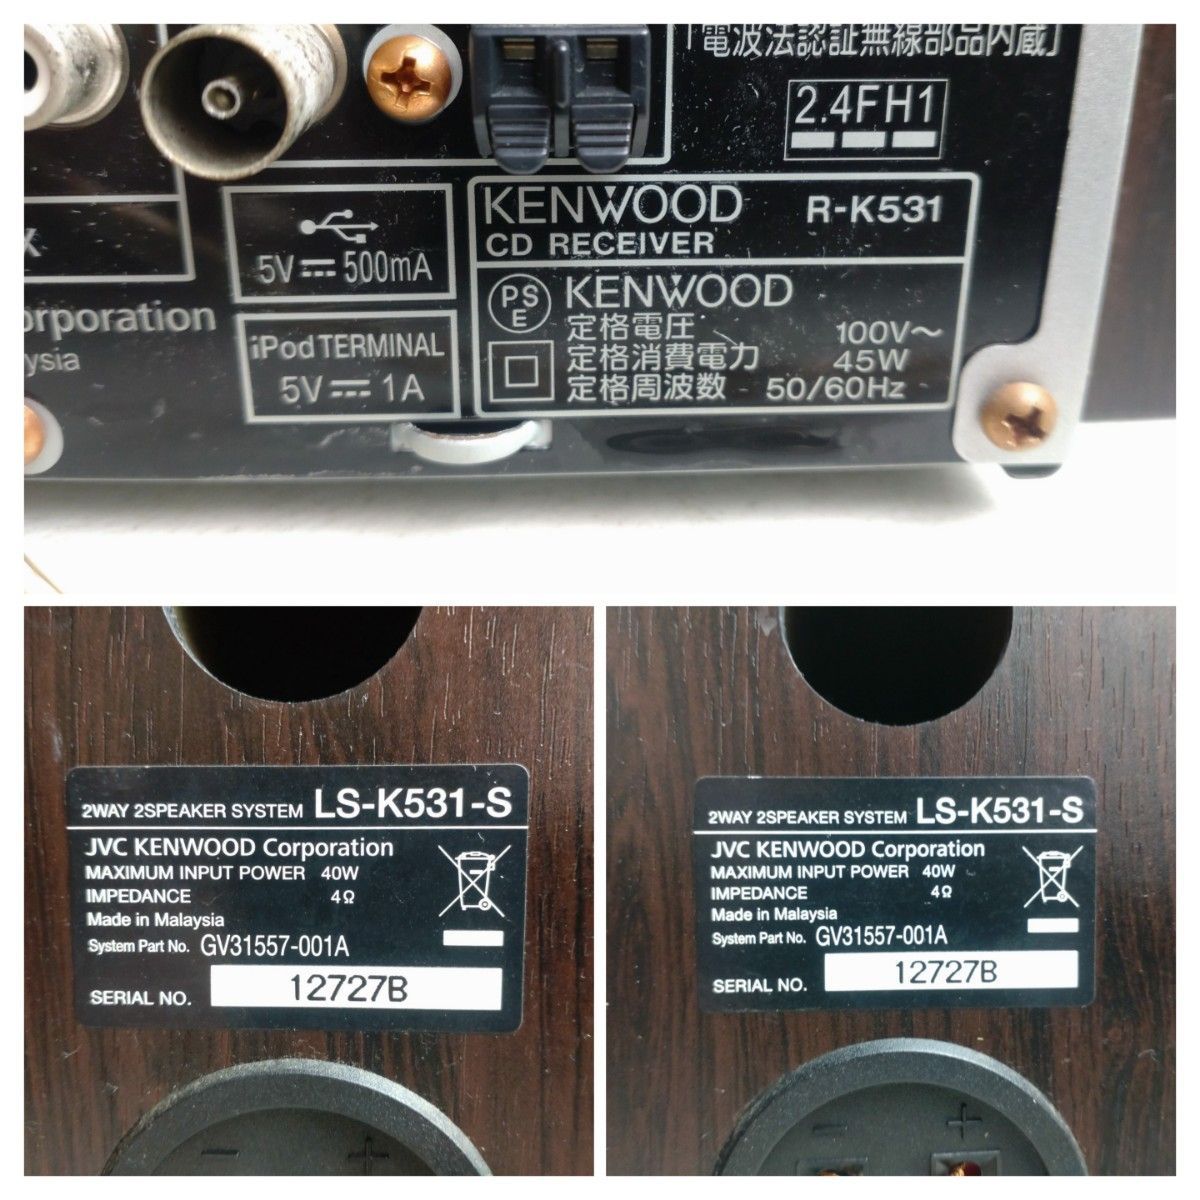 「電波法認証無線部品内蔵」
2.4FH1
KENWOOD R-K531
CD RECEIVER
5V 500mA
iPod TERMINAL
5V 1A
PS
E
KENWOOD
定格電圧 100V～
定格消費電力 45W
定格周波数 50/60Hz
orporation
ysia
2WAY 2SPEAKER SYSTEM LS-K531-S
JVC KENWOOD Corporation
MAXIMUM INPUT POWER 40W
IMPEDANCE 4Ω
Made in Malaysia
System Part No. GV31557-001A
SERIAL NO. 12727B
− +
2WAY 2SPEAKER SYSTEM LS-K531-S
JVC KENWOOD Corporation
MAXIMUM INPUT POWER 40W
IMPEDANCE 4Ω
Made in Malaysia
System Part No. GV31557-001A
SERIAL NO. 12727B
− +